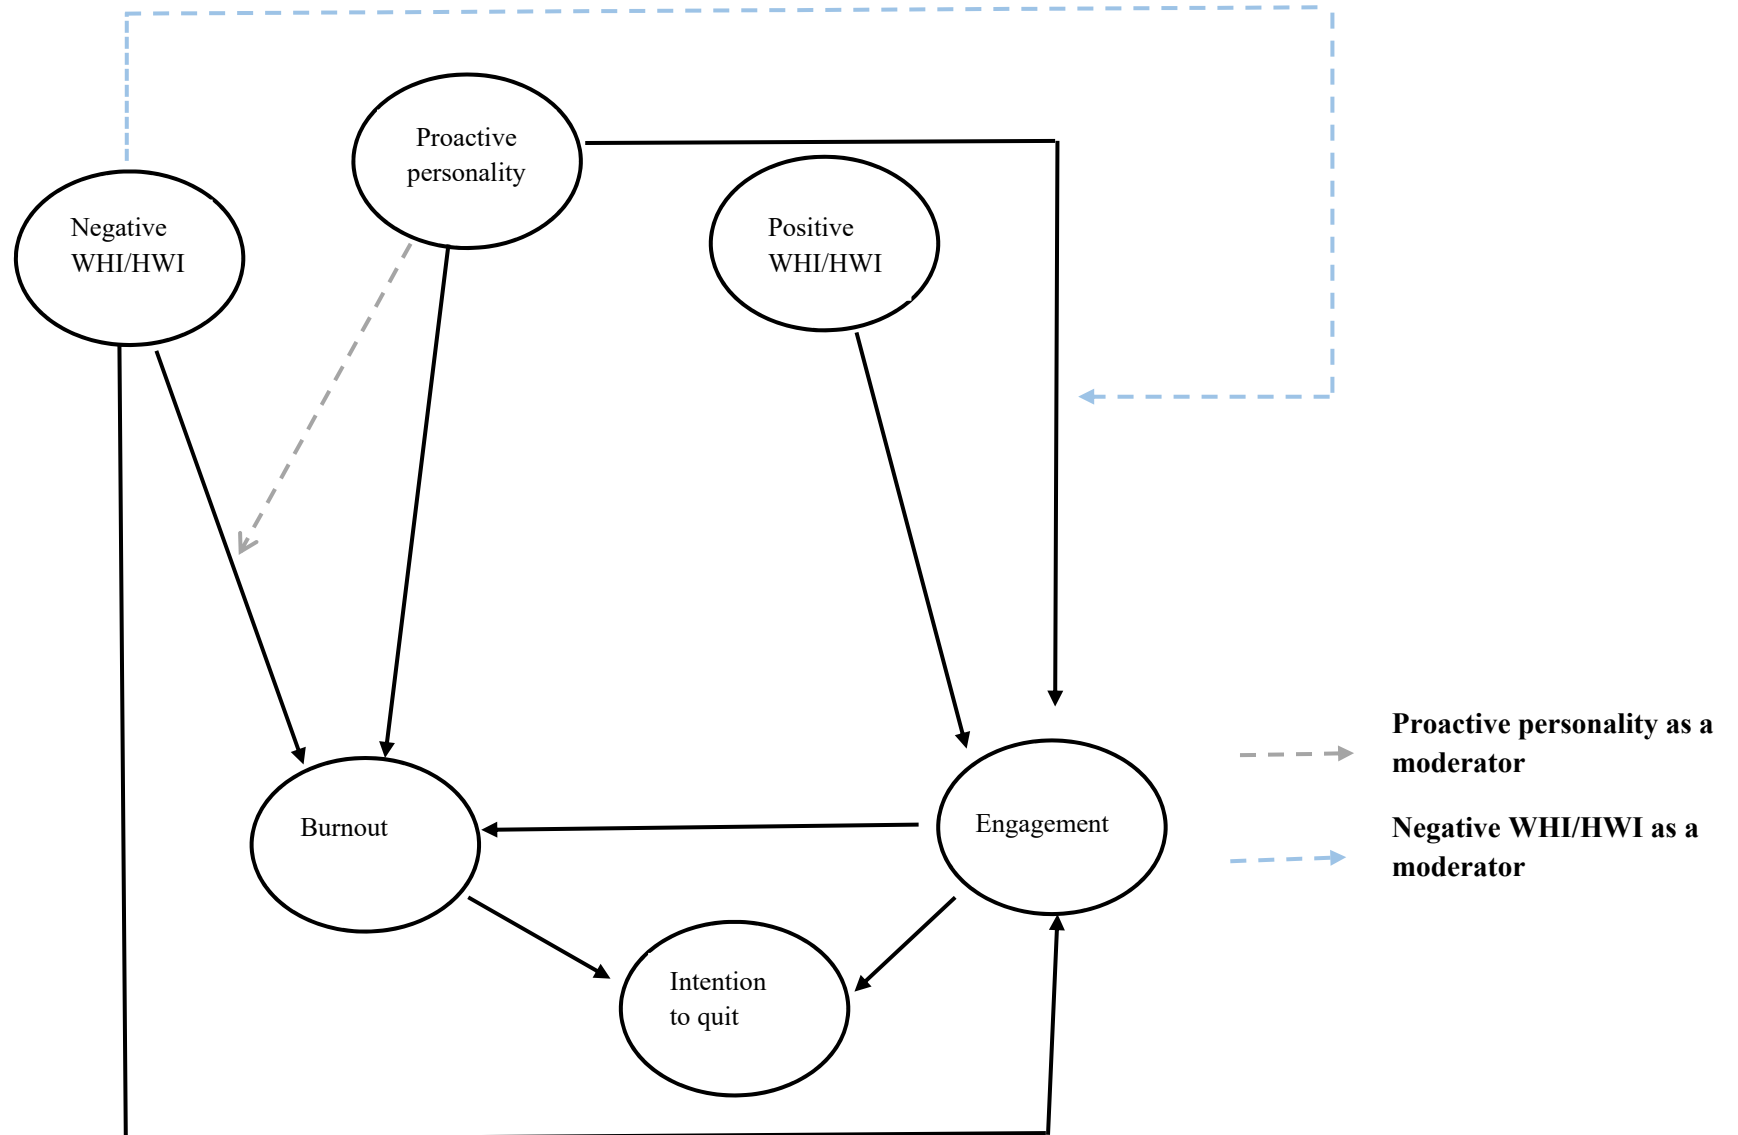 Proactive
personality
Negative
WHI/HWI
Positive
WHI/HWI
Proactive personality as a
moderator
Burnout
Engagement
Negative WHI/HWI as a
moderator
Intention
to quit